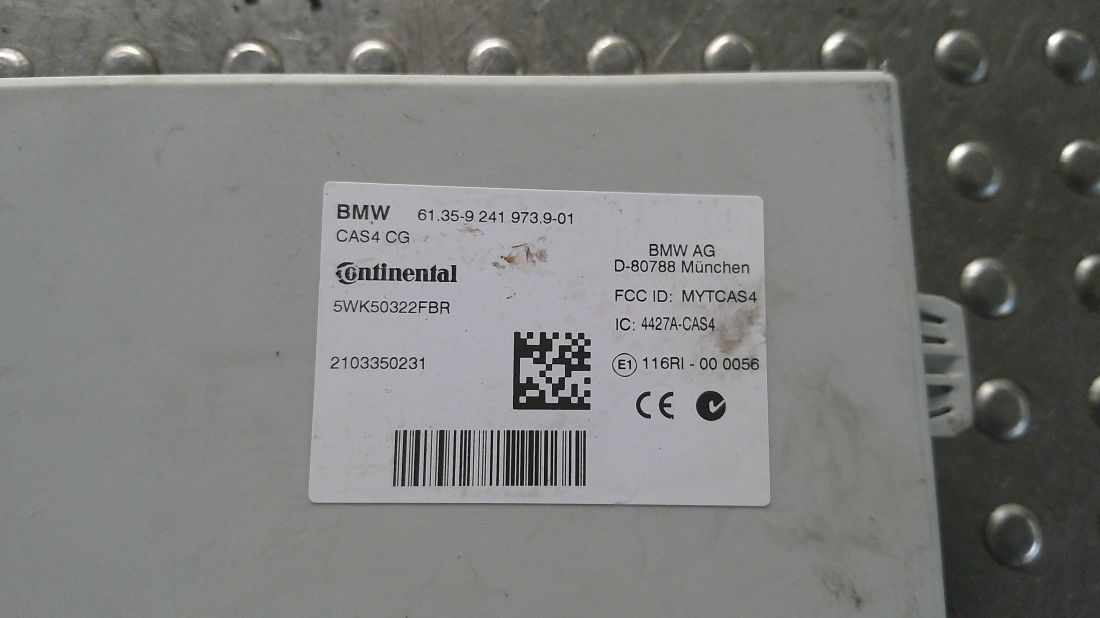 BMW 61.35-9 241 973.9-01
CAS4 CG
Continental
5WK50322FBR
2103350231
BMW AG
D-80788 München
FCC ID: MYTCAS4
IC: 4427A-CAS4
E1 116RI - 00 0056
CE